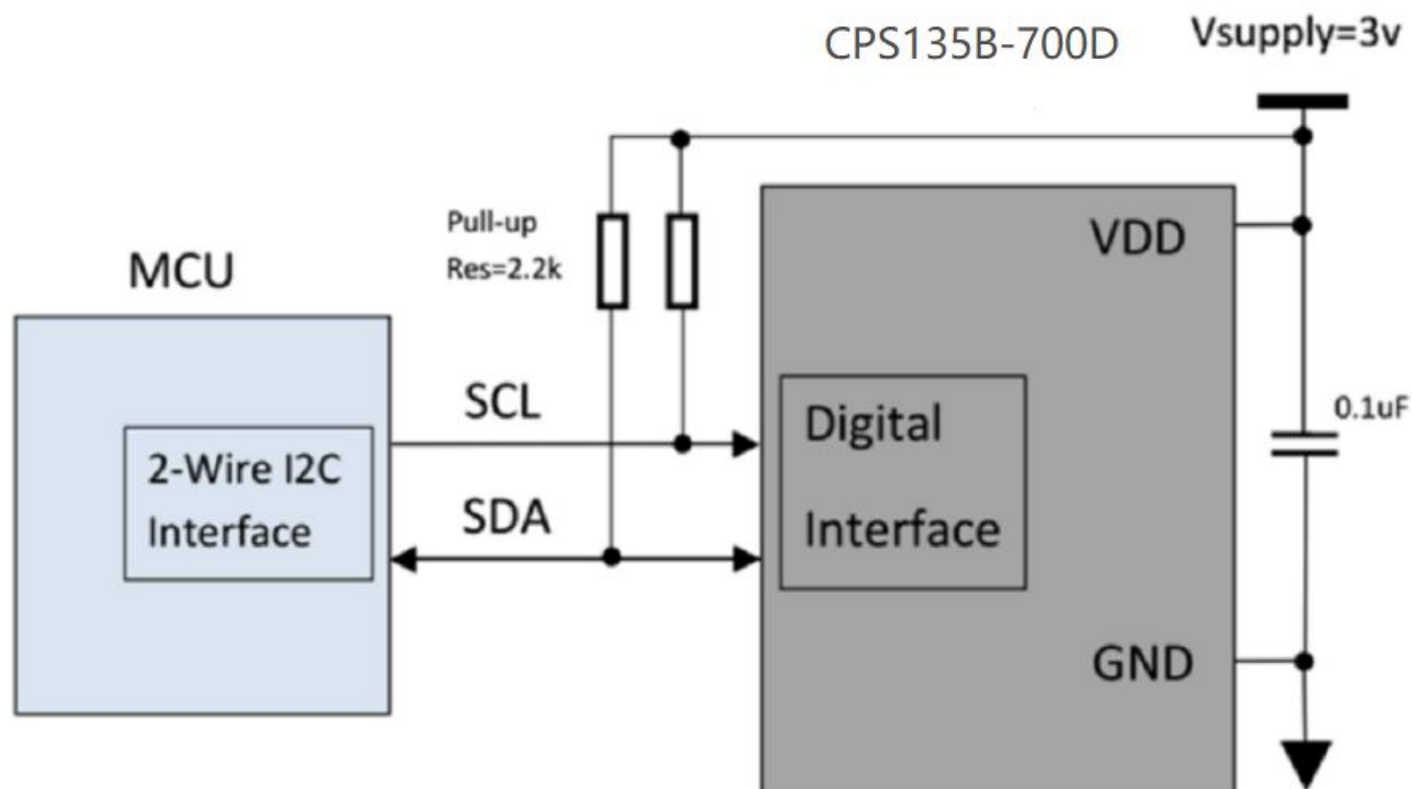 CPS135B-700D
Vsupply=3v
Pull-up
Res=2.2k
VDD
MCU
SCL
0.1uF
Digital
Interface
2-Wire I2C
Interface
SDA
GND